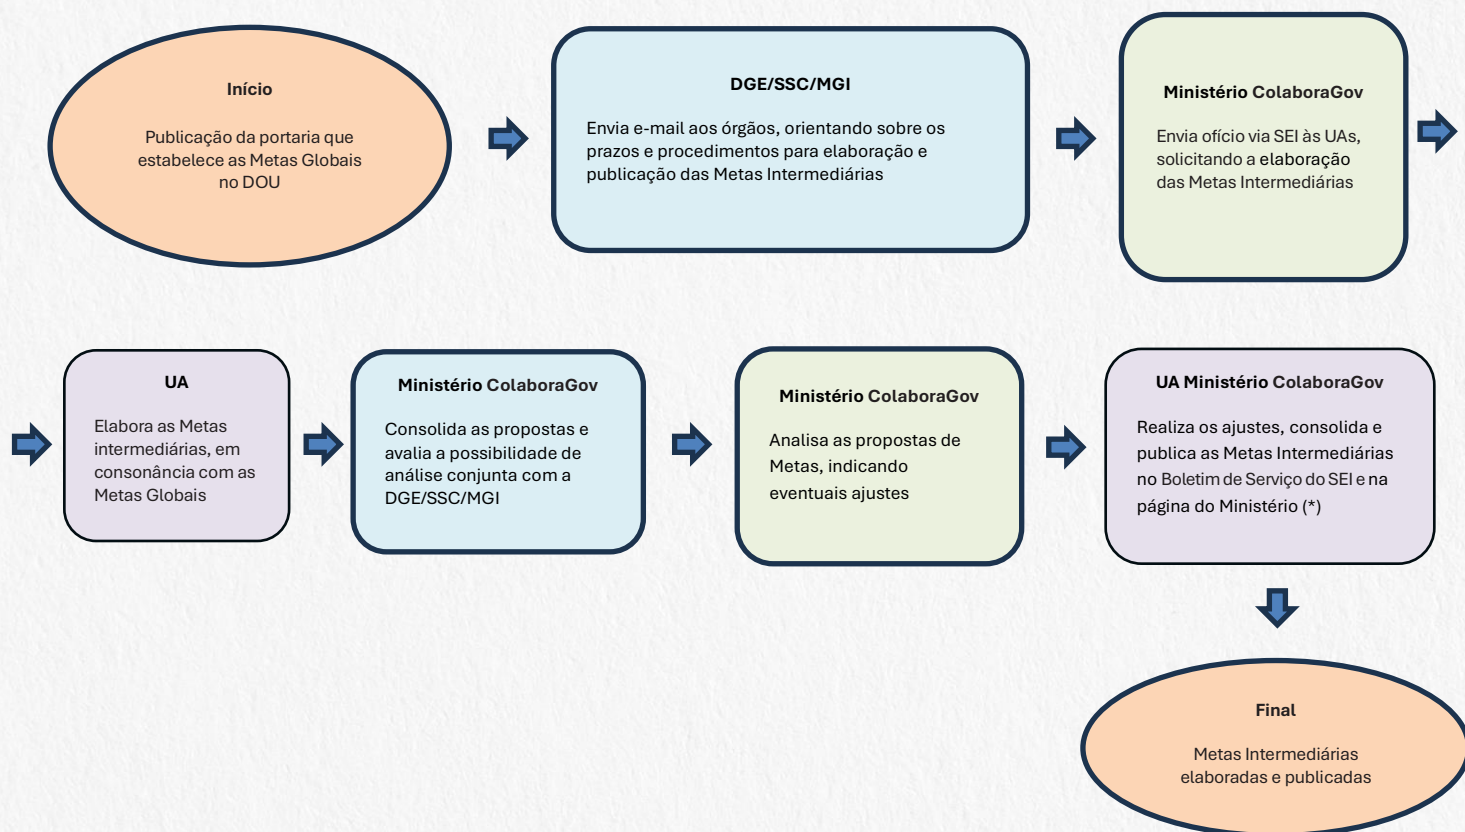 Início
Publicação da portaria que
estabelece as Metas Globais
no DOU
DGE/SSC/MGI
Envia e-mail aos órgãos, orientando sobre os
prazos e procedimentos para elaboração e
publicação das Metas Intermediárias
Ministério ColaboraGov
Envia ofício via SEI às UAs,
solicitando a elaboração
das Metas Intermediárias
UA
Elabora as Metas
intermediárias, em
consonância com as
Metas Globais
Ministério ColaboraGov
Consolida as propostas e
avalia a possibilidade de
análise conjunta com a
DGE/SSC/MGI
Ministério ColaboraGov
Analisa as propostas de
Metas, indicando
eventuais ajustes
UA Ministério ColaboraGov
Realiza os ajustes, consolida e
publica as Metas Intermediárias
no Boletim de Serviço do SEI e na
página do Ministério (*)
Final
Metas Intermediárias
elaboradas e publicadas